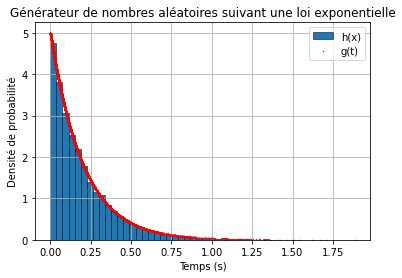 Générateur de nombres aléatoires suivant une loi exponentielle
h(x)
g(t)
Densité de probabilité
5
4
3
2
1
0
0.00 0.25 0.50 0.75 1.00 1.25 1.50 1.75
Temps (s)